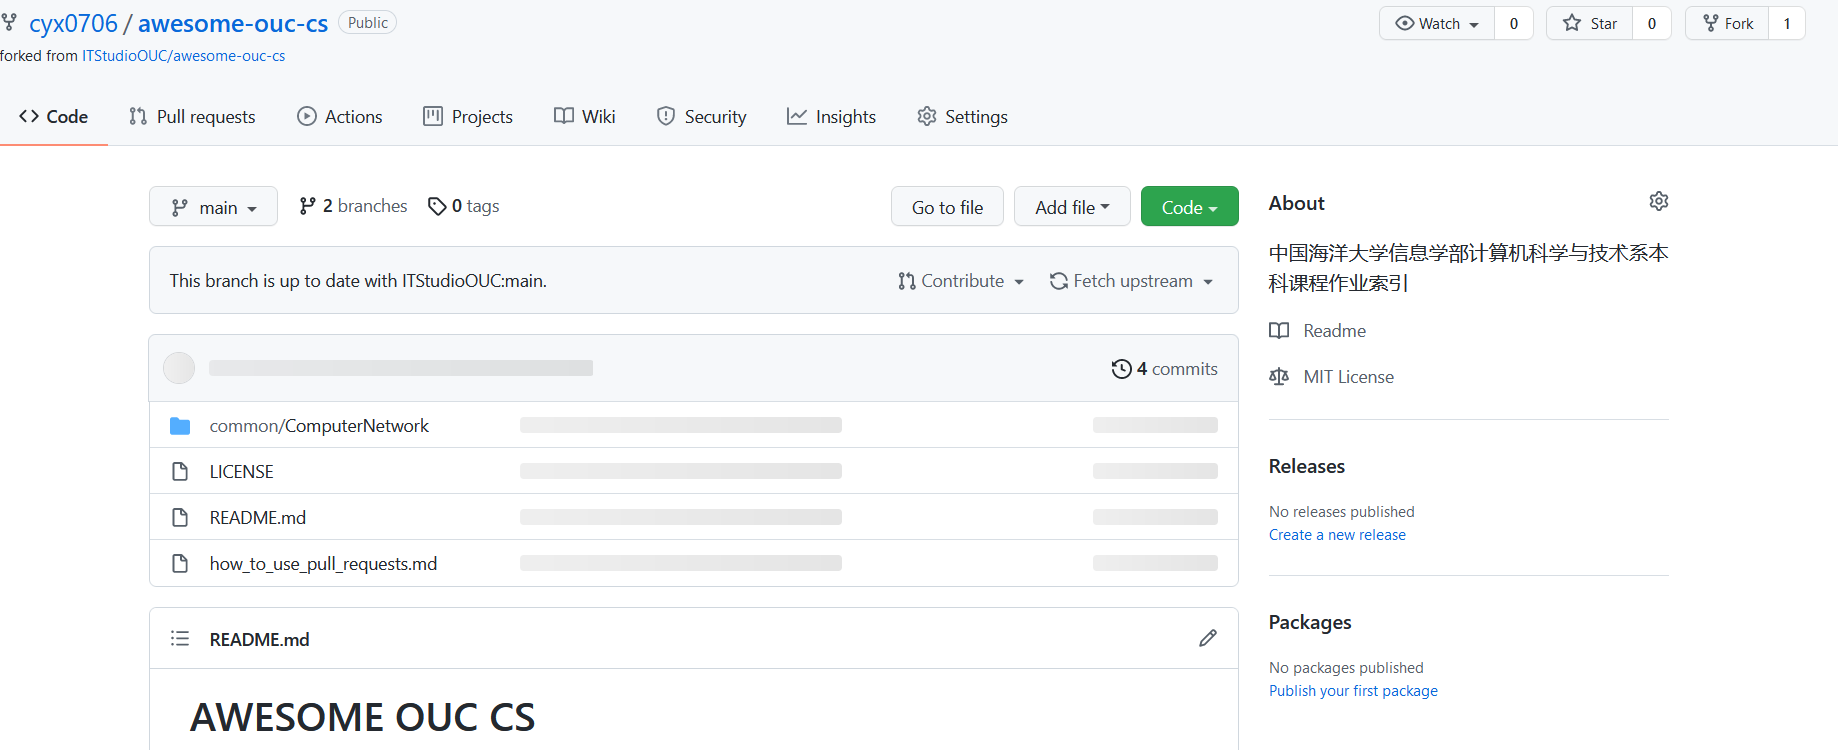 cyx0706 / awesome-ouc-cs Public
Watch 0 Star 0 Fork 1
forked from ITStudioOUC/awesome-ouc-cs
Code Pull requests Actions Projects Wiki Security Insights Settings
main 2 branches 0 tags Go to file Add file Code
This branch is up to date with ITStudioOUC:main. Contribute Fetch upstream
4 commits
common/ComputerNetwork
LICENSE
README.md
how_to_use_pull_requests.md
README.md
AWESOME OUC CS
About
中国海洋大学信息学部计算机科学与技术系本
科课程作业索引
Readme
MIT License
Releases
No releases published
Create a new release
Packages
No packages published
Publish your first package